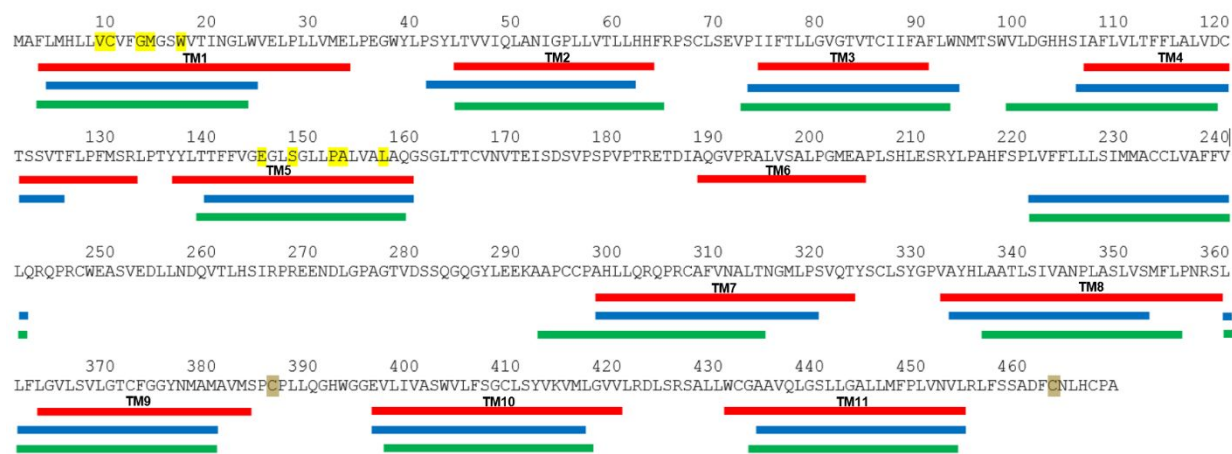 10 20 30 40 50 60 70 80 90 100 110 120
MAFLMHLLVCVFGMGSWVTINGLWVELPLLVMELPEGWYLPSYLTVVIQLANIGPLLVTLLHHFRPSCLSEVPIIFTLLGVGTVTCIIFAFLWNMTSWVLDGHHSIAFLVLTFFLALVDC
TM1 TM2 TM3 TM4
130 140 150 160 170 180 190 200 210 220 230 240
TSSVTFLPFMSRLPTYYLTTFFVGEGLSGLLPALVALAQGSGLTTCVNVTEISDSVPSPVPTRETDIAQGVPRALVSALPGMEAPLSHLESRYLPAHFSPLVFFLLLSIMMACCLVAFFV
TM5 TM6
250 260 270 280 290 300 310 320 330 340 350 360
LQRQPRCWEASVEDLLNDQVTLHSIRPREENDLGPAGTVDSSQGQGYLEEKAAPCCPAHLLQRQPRCAFVNALTNGMLPSVQTYSCLSYGPVAYHLAATLSIVANPLASLVSMFLPNRSL
TM7 TM8
370 380 390 400 410 420 430 440 450 460
LFLGVLSVLGTCFGGYNMAMAVMSPCPLLQGHWGGEVLIVASWVLFSGCLSYVKVMLGVVLRDLSRSALLWCGAAVQLGSLLGALLMFPLVNVLRLFSSADFCNLHCPA
TM9 TM10 TM11